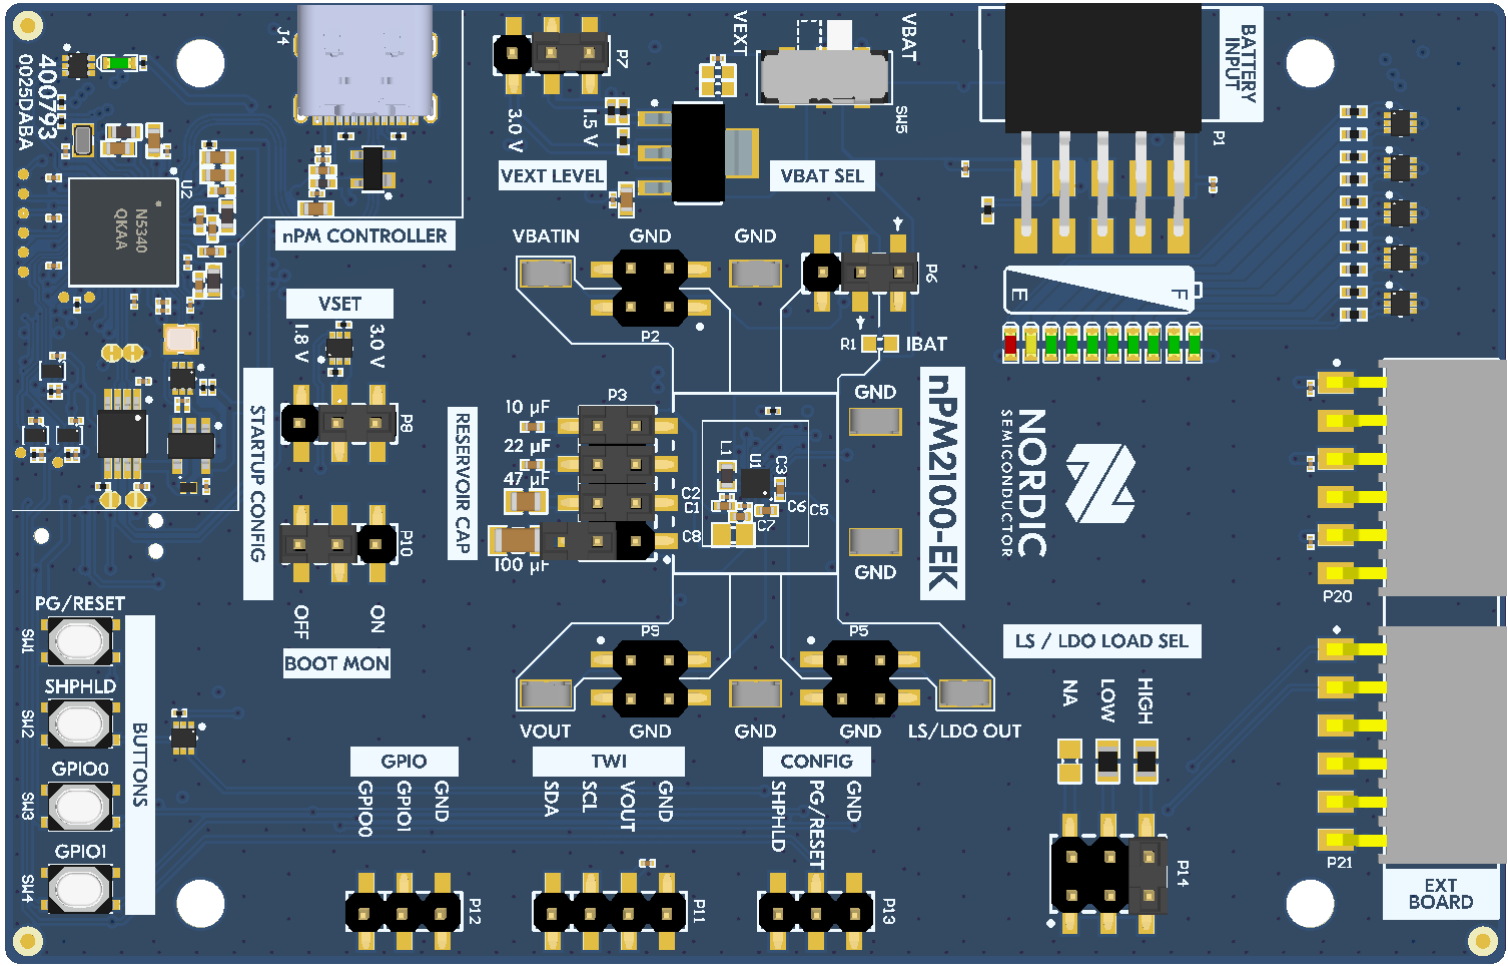 J4
400793
0025DABA
U2
N5340
QKAA
nPM CONTROLLER
P7
3.0 V
1.5 V
VEXT LEVEL
VEXT
VBAT
SW5
VBAT SEL
BATTERY
INPUT
P1
E
F
VBATIN
GND
GND
P2
P6
R1
IBAT
VSET
1.8 V
3.0 V
P8
STARTUP CONFIG
P10
OFF
ON
BOOT MON
RESERVOIR CAP
P3
10 µF
22 µF
47 µF
100 µF
L1
U1
C3
C2
C1
C6
C5
C7
C8
GND
GND
nPM2100-EK
NORDIC
SEMICONDUCTOR
P20
PG/RESET
SW1
SHPHLD
SW2
GPIO0
SW3
GPIO1
SW4
BUTTONS
P9
P5
VOUT
GND
GND
GND
LS/LDO OUT
LS / LDO LOAD SEL
NA
LOW
HIGH
P14
P21
EXT
BOARD
GPIO
GPIO0
GPIO1
GND
P12
TWI
SDA
SCL
VOUT
GND
P11
CONFIG
SHPHLD
PG/RESET
GND
P13